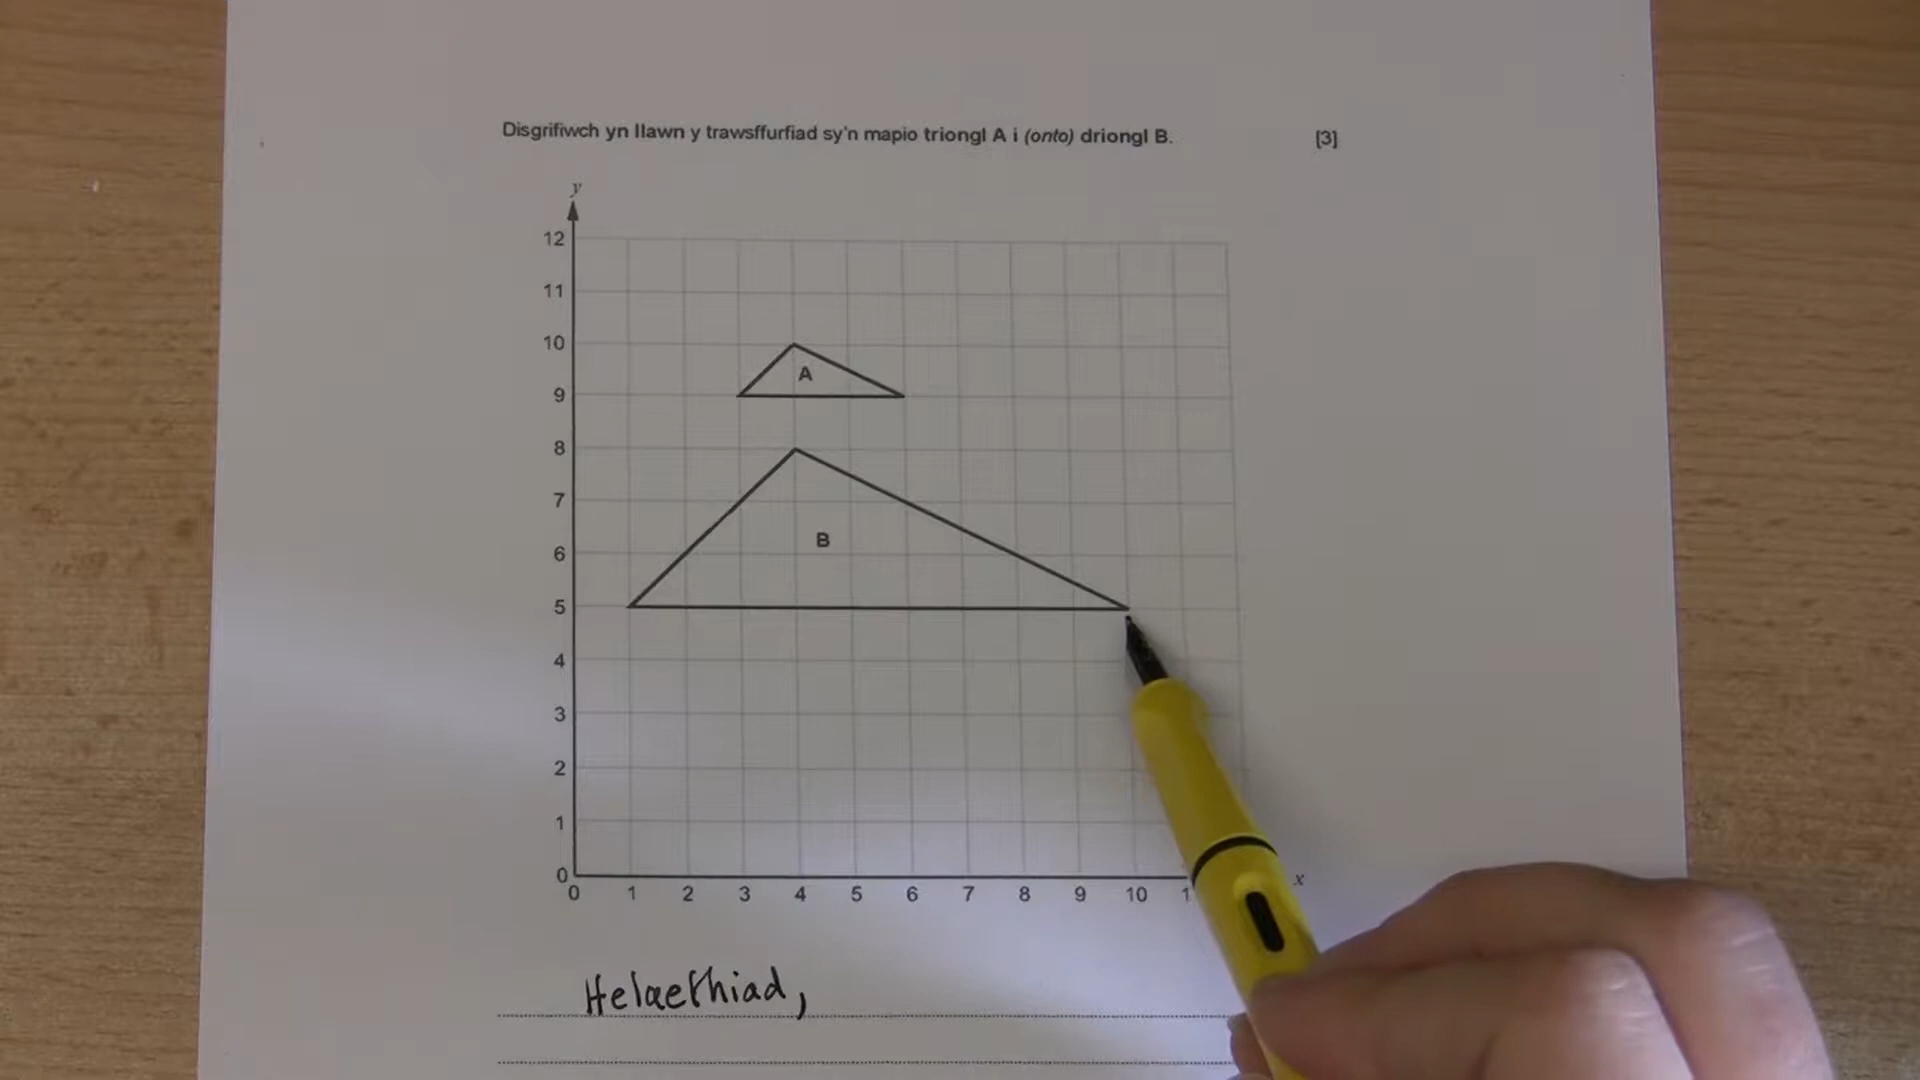 Disgrifiwch yn llawn y trawsffurfiad sy'n mapio triongl A i (onto) driongl B. [3]
y
12
11
10
A
9
8
7
B
6
5
4
3
2
1
0
0 1 2 3 4 5 6 7 8 9 10 1 x
Helaethiad,